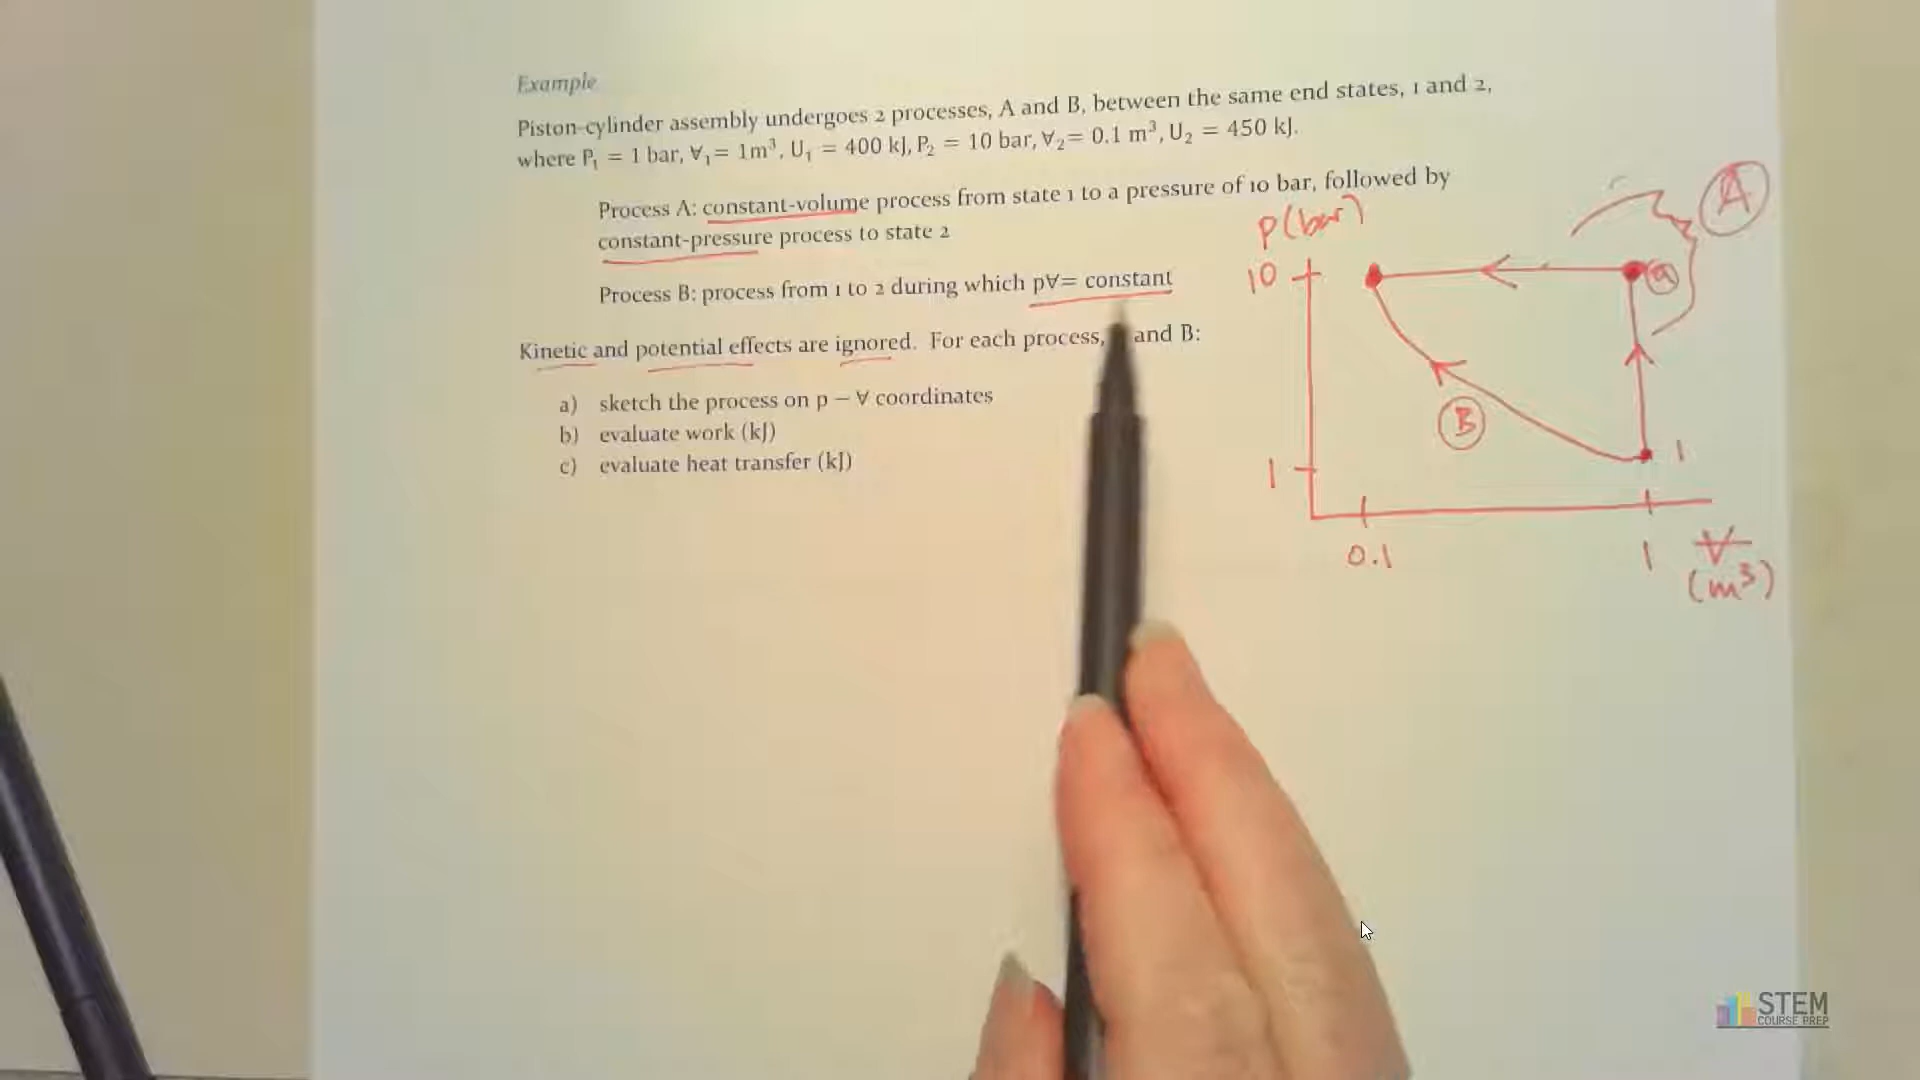 Example
Piston-cylinder assembly undergoes 2 processes, A and B, between the same end states, 1 and 2,
where P₁ = 1 bar, ∀₁= 1m³, U₁ = 400 kJ, P₂ = 10 bar, ∀₂= 0.1 m³, U₂ = 450 kJ.
Process A: constant-volume process from state 1 to a pressure of 10 bar, followed by
constant-pressure process to state 2
Process B: process from 1 to 2 during which p∀= constant
Kinetic and potential effects are ignored. For each process, and B:
a) sketch the process on p – ∀ coordinates
b) evaluate work (kJ)
c) evaluate heat transfer (kJ)
P(bar)
A
10
a
B
1
1
0.1
1
∀
(m³)
STEM
COURSE PREP